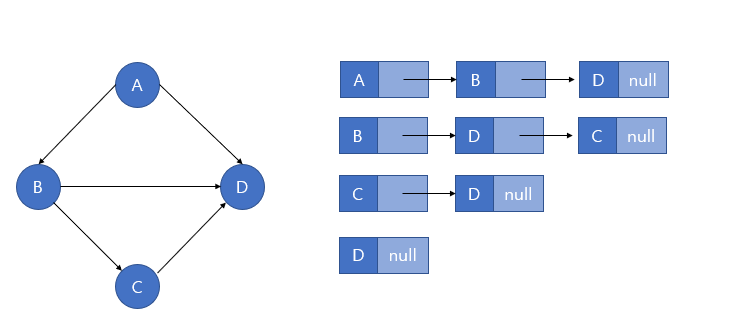 A
B
D
C
A B D null
B D C null
C D null
D null